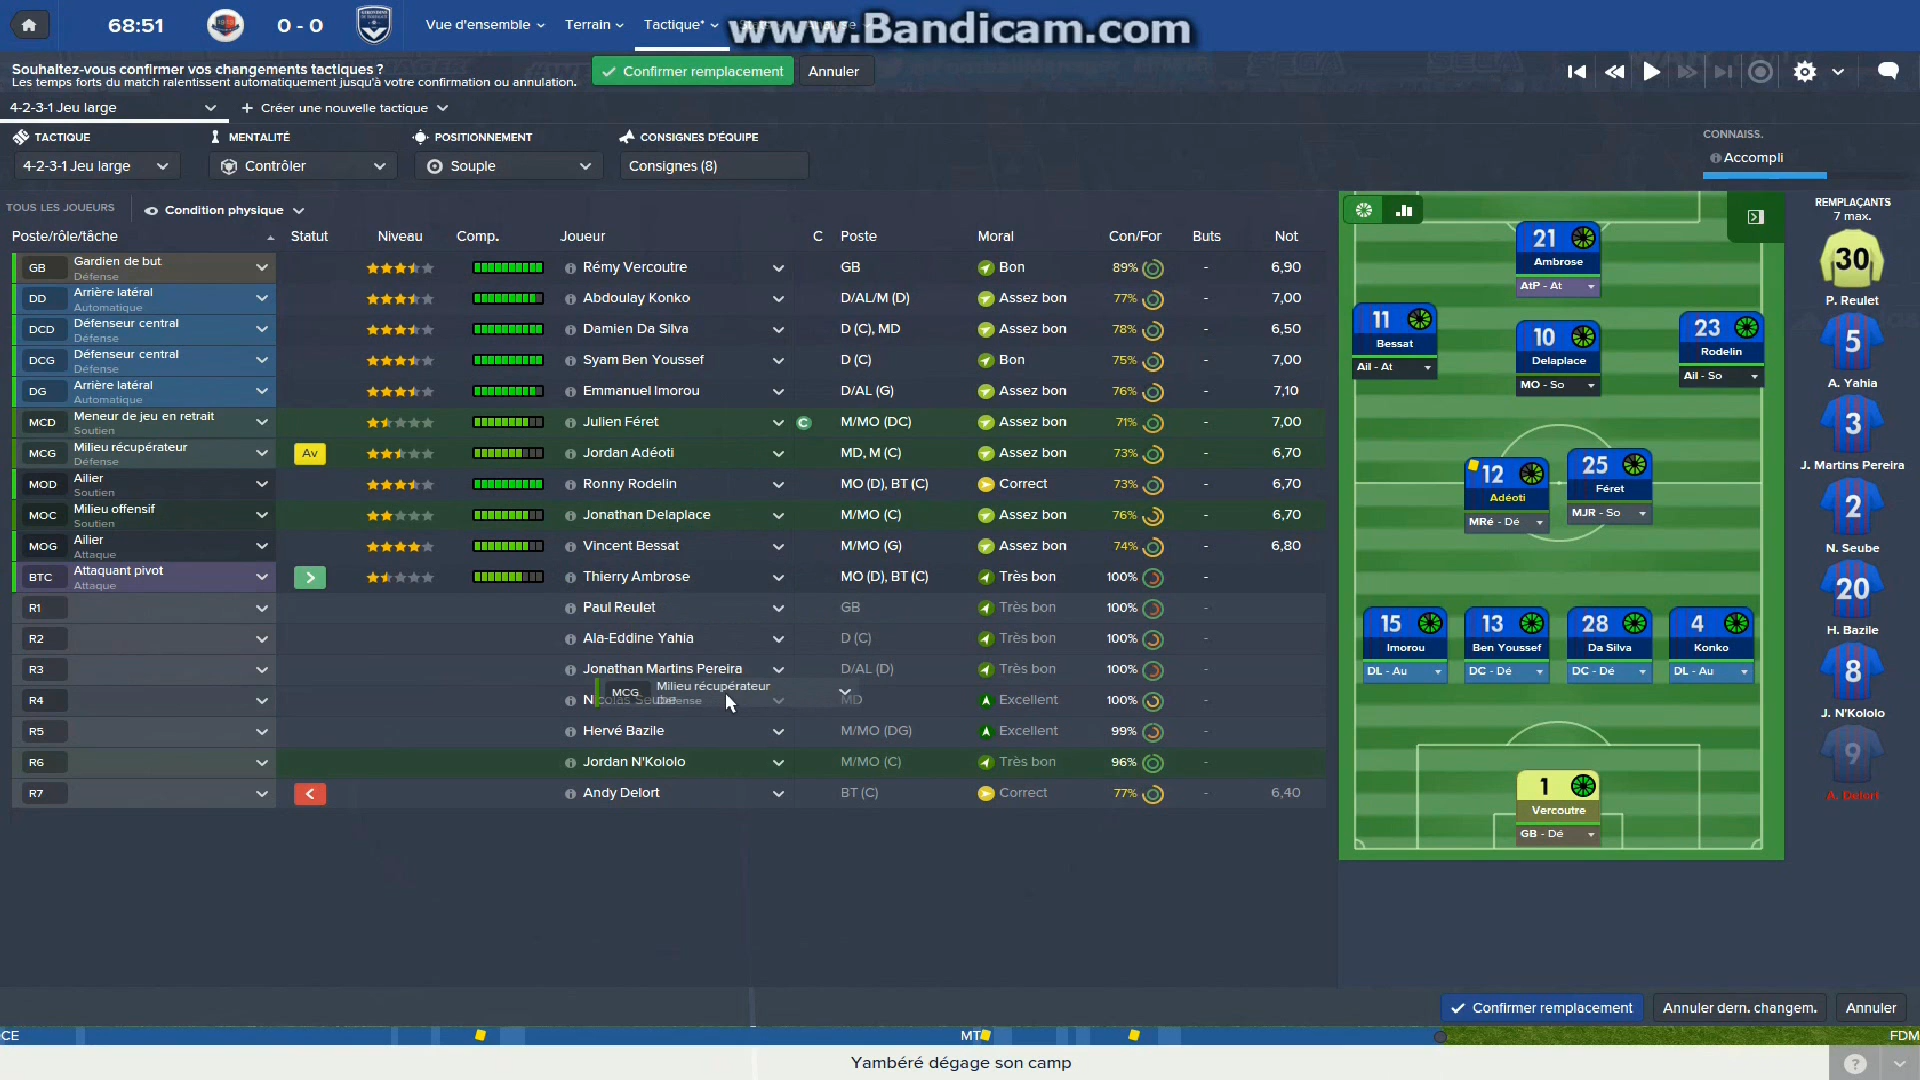 68:51 0 - 0 Vue d'ensemble Terrain Tactique*
www.Bandicam.com
Souhaitez-vous confirmer vos changements tactiques ?
Les temps forts du match ralentissent automatiquement jusqu'à votre confirmation ou annulation.
Confirmer remplacement Annuler
4-2-3-1 Jeu large + Créer une nouvelle tactique
TACTIQUE MENTALITÉ POSITIONNEMENT CONSIGNES D'ÉQUIPE
4-2-3-1 Jeu large Contrôler Souple Consignes (8)
CONNAISS.
Accompli
TOUS LES JOUEURS Condition physique
Poste/rôle/tâche Statut Niveau Comp. Joueur C Poste Moral Con/For Buts Not
GB Gardien de but Défense Rémy Vercoutre GB Bon 89% - 6,90
DD Arrière latéral Automatique Abdoulay Konko D/AL/M (D) Assez bon 77% - 7,00
DCD Défenseur central Défense Damien Da Silva D (C), MD Assez bon 78% - 6,50
DCG Défenseur central Défense Syam Ben Youssef D (C) Bon 75% - 7,00
DG Arrière latéral Automatique Emmanuel Imorou D/AL (G) Assez bon 76% - 7,10
MCD Meneur de jeu en retrait Soutien Julien Féret C M/MO (DC) Assez bon 71% - 7,00
MCG Milieu récupérateur Défense Av Jordan Adéoti MD, M (C) Assez bon 73% - 6,70
MOD Ailier Soutien Ronny Rodelin MO (D), BT (C) Correct 73% - 6,70
MOC Milieu offensif Soutien Jonathan Delaplace M/MO (C) Assez bon 76% - 6,70
MOG Ailier Attaque Vincent Bessat M/MO (G) Assez bon 74% - 6,80
BTC Attaquant pivot Attaque Thierry Ambrose MO (D), BT (C) Très bon 100% -
R1 Paul Reulet GB Très bon 100% -
R2 Ala-Eddine Yahia D (C) Très bon 100% -
R3 Jonathan Martins Pereira D/AL (D) Très bon 100% -
MCG Milieu récupérateur Défense
R4 Nicolas Seube MD Excellent 100% -
R5 Hervé Bazile M/MO (DG) Excellent 99% -
R6 Jordan N'Kololo M/MO (C) Très bon 96% -
R7 Andy Delort BT (C) Correct 77% - 6,40
21
Ambrose
AtP - At
11
Bessat
Ail - At
10
Delaplace
MO - So
23
Rodelin
Ail - So
12
Adéoti
MRé - Dé
25
Féret
MJR - So
15
Imorou
DL - Au
13
Ben Youssef
DC - Dé
28
Da Silva
DC - Dé
4
Konko
DL - Au
1
Vercoutre
GB - Dé
REMPLAÇANTS
7 max.
30
P. Reulet
5
A. Yahia
3
J. Martins Pereira
2
N. Seube
20
H. Bazile
8
J. N'Kololo
9
A. Delort
Confirmer remplacement Annuler dern. changem. Annuler
CE MT FDM
Yambéré dégage son camp